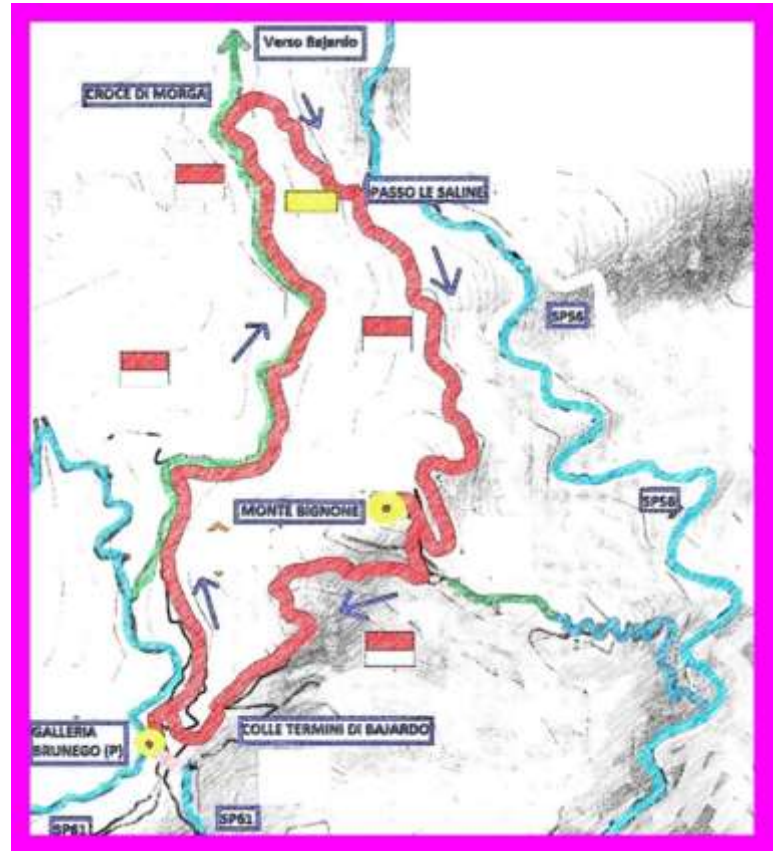 Verso Bajardo
CROCE DI MORGA
PASSO LE SALINE
SP56
SP56
MONTE BIGNONE
GALLERIA
BRUNEGO (P)
COLLE TERMINI DI BAJARDO
SP61
SP61